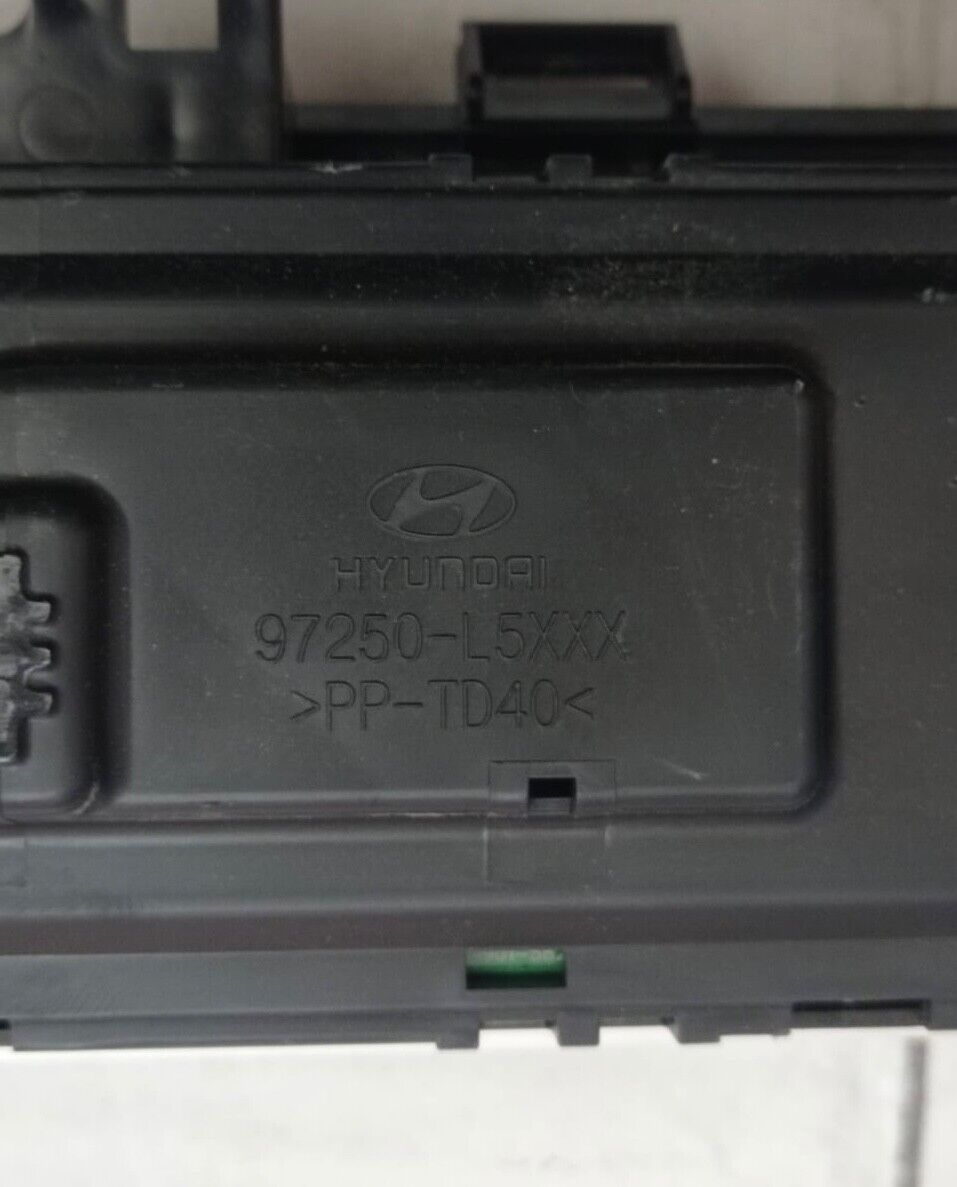 HYUNDAI
97250-L5XXX
>PP-TD40<